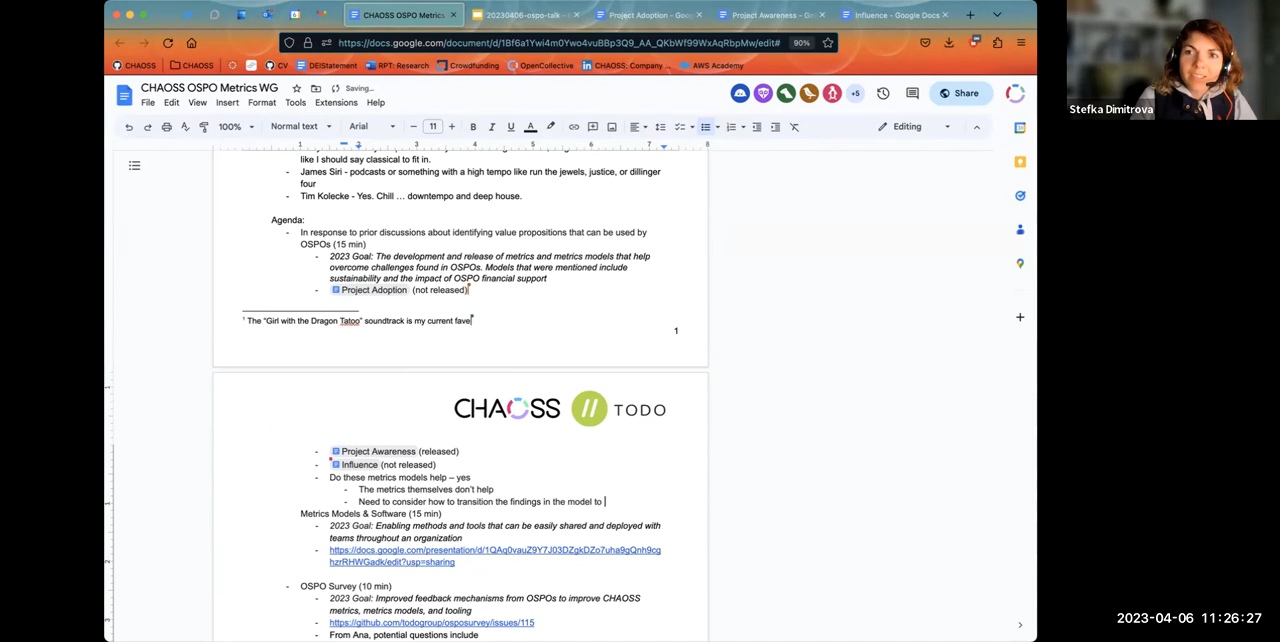 CHAOSS OSPO Metrics
20230406-ospo-talk -
Project Adoption - Goo
Project Awareness - G
Influence - Google Docs
https://docs.google.com/document/d/1Bf6a1Ywi4m0Ywo4vuBBp3Q9_AA_QKbWf99WxAqRbpMw/edit#
90%
CHAOSS
CHAOSS
CV
DEIStatement
RPT: Research
Crowdfunding
OpenCollective
CHAOSS: Company ...
AWS Academy
Stefka Dimitrova
CHAOSS OSPO Metrics WG
Saving...
File Edit View Insert Format Tools Extensions Help
+5
Share
100%
Normal text
Arial
11
Editing
1 2 3 4 5 6 7 8
like I should say classical to fit in.
- James Siri - podcasts or something with a high tempo like run the jewels, justice, or dillinger
four
- Tim Kolecke - Yes. Chill … downtempo and deep house.
Agenda:
- In response to prior discussions about identifying value propositions that can be used by
OSPOs (15 min)
- 2023 Goal: The development and release of metrics and metrics models that help
overcome challenges found in OSPOs. Models that were mentioned include
sustainability and the impact of OSPO financial support
- Project Adoption (not released)
1 The “Girl with the Dragon Tatoo” soundtrack is my current fave
1
CHAOSS // TODO
- Project Awareness (released)
- Influence (not released)
- Do these metrics models help – yes
- The metrics themselves don’t help
- Need to consider how to transition the findings in the model to
Metrics Models & Software (15 min)
- 2023 Goal: Enabling methods and tools that can be easily shared and deployed with
teams throughout an organization
- https://docs.google.com/presentation/d/1QAq0vauZ9Y7J03DZgkDZo7uha9gQnh9cg
hzrRHWGadk/edit?usp=sharing
- OSPO Survey (10 min)
- 2023 Goal: Improved feedback mechanisms from OSPOs to improve CHAOSS
metrics, metrics models, and tooling
- https://github.com/todogroup/osposurvey/issues/115
- From Ana, potential questions include
2023-04-06 11:26:27